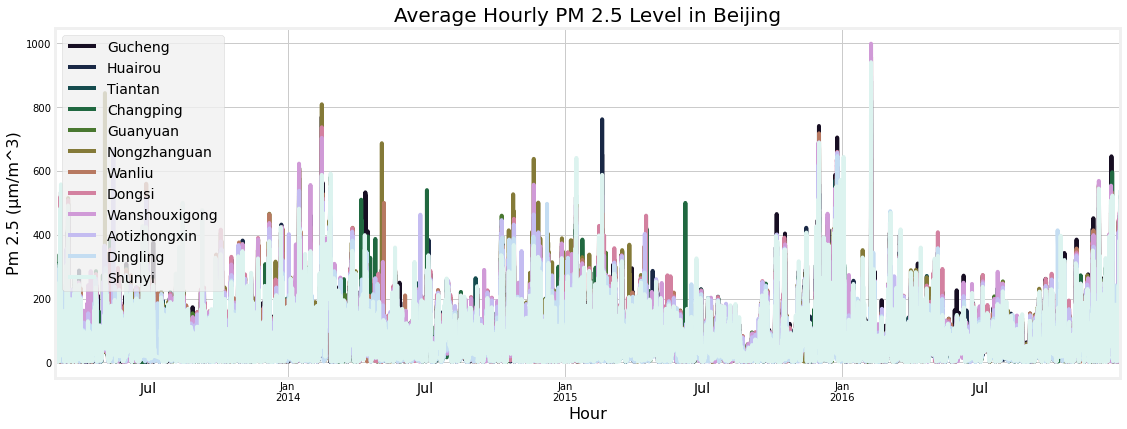 Average Hourly PM 2.5 Level in Beijing
Pm 2.5 (μm/m^3)
1000
800
600
400
200
0
Gucheng
Huairou
Tiantan
Changping
Guanyuan
Nongzhanguan
Wanliu
Dongsi
Wanshouxigong
Aotizhongxin
Dingling
Shunyi
Jul Jan Jul Jan Jul Jan Jul
2014 2015 2016
Hour